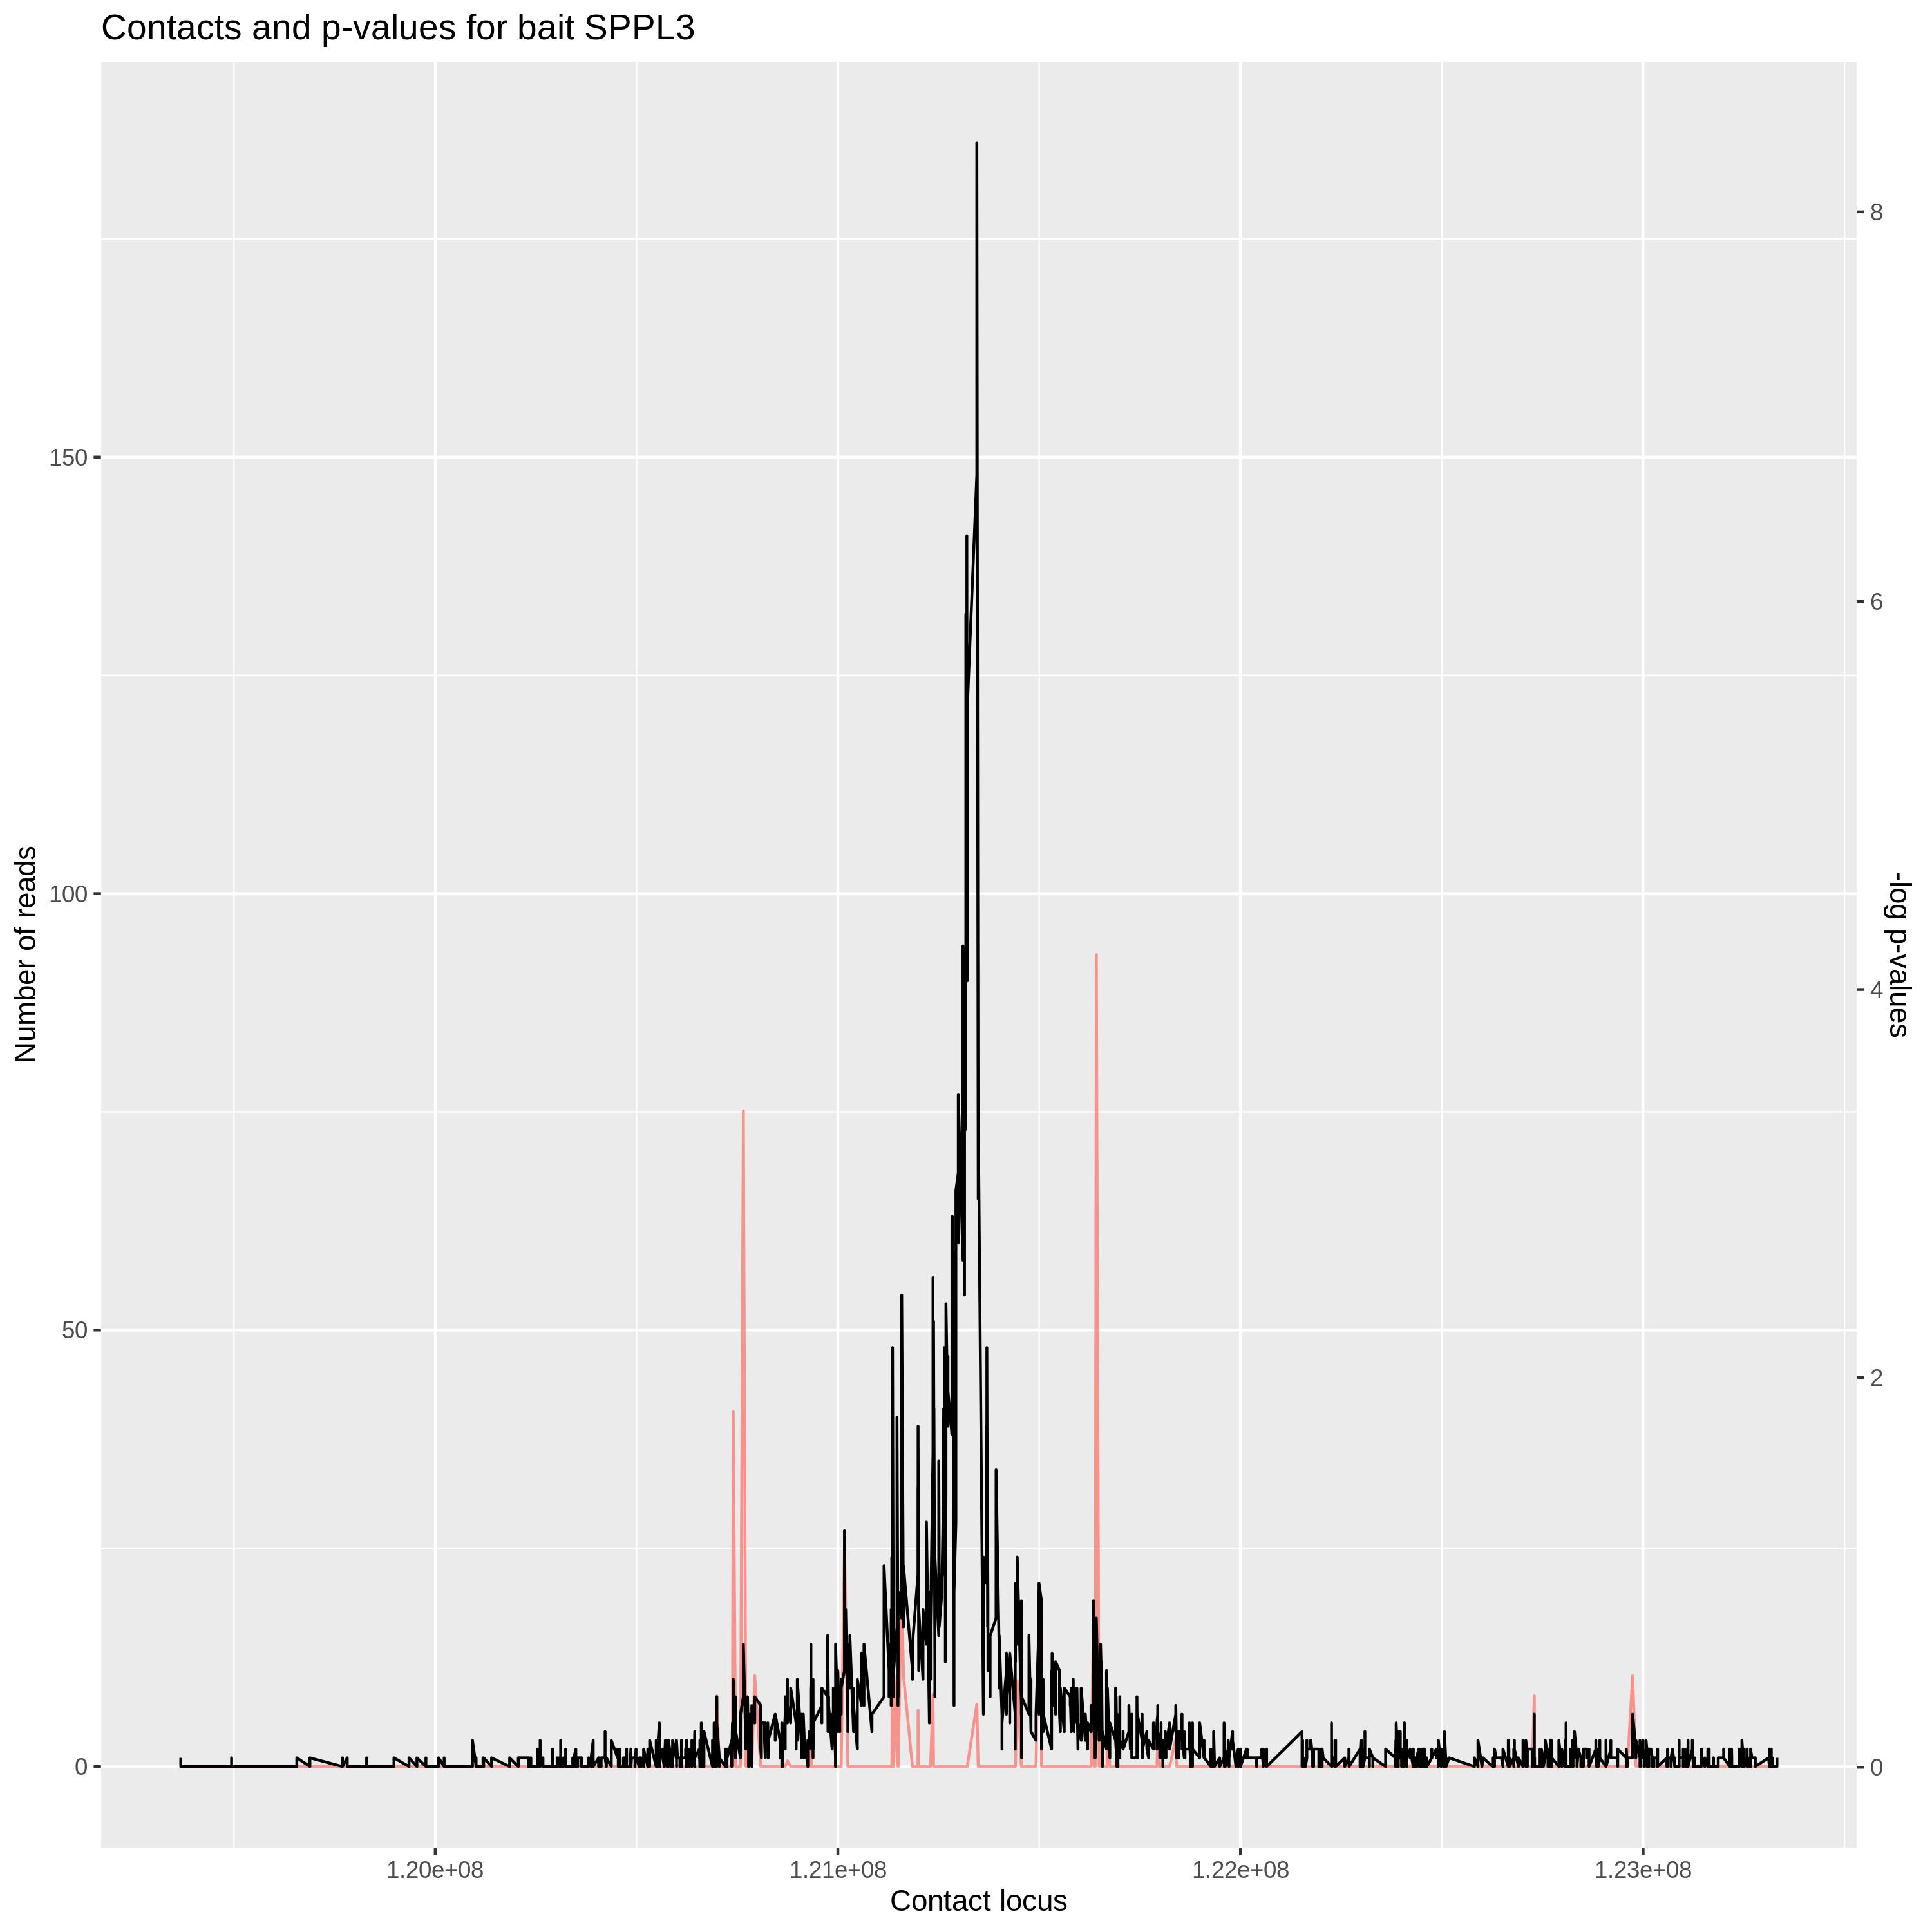 Contacts and p-values for bait SPPL3
Number of reads
150
100
50
0
8
6
4
2
0
-log p-values
1.20e+08 1.21e+08 1.22e+08 1.23e+08
Contact locus